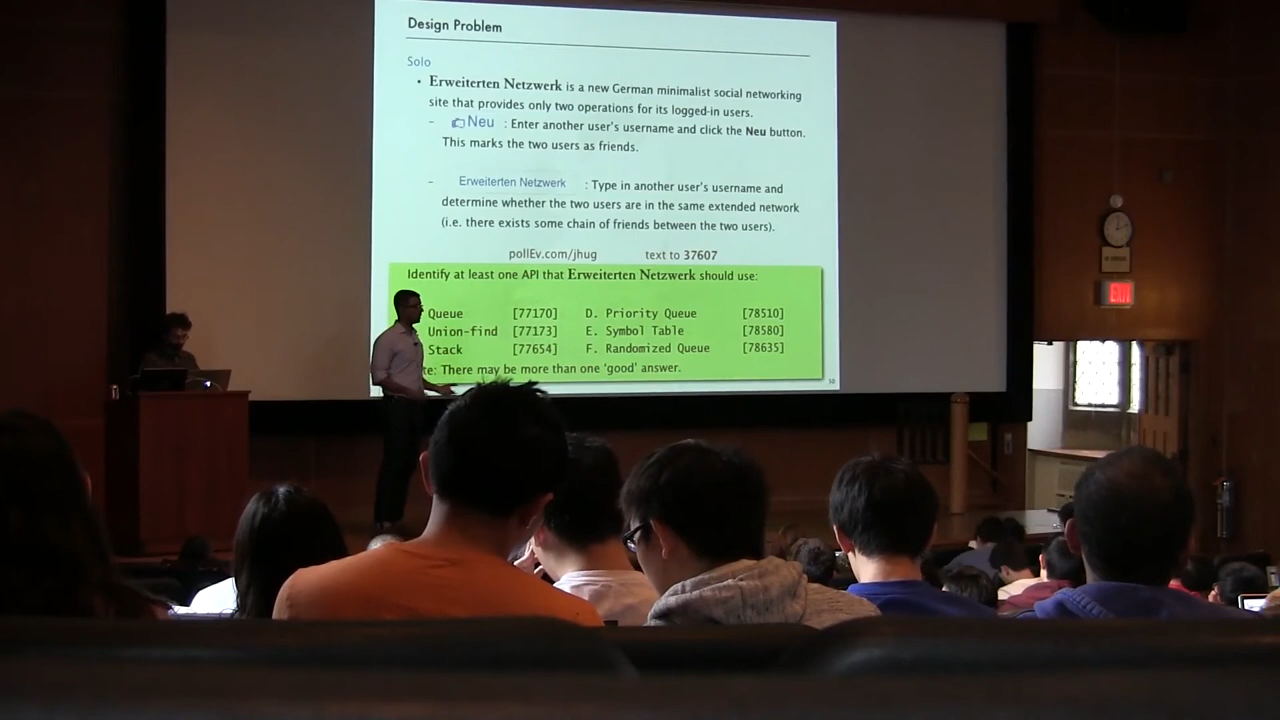 Design Problem
Solo
• Erweiterten Netzwerk is a new German minimalist social networking
site that provides only two operations for its logged-in users.
– Neu : Enter another user's username and click the Neu button.
This marks the two users as friends.
– Erweiterten Netzwerk : Type in another user's username and
determine whether the two users are in the same extended network
(i.e. there exists some chain of friends between the two users).
pollEv.com/jhug text to 37607
Identify at least one API that Erweiterten Netzwerk should use:
Queue [77170] D. Priority Queue [78510]
Union-find [77173] E. Symbol Table [78580]
Stack [77654] F. Randomized Queue [78635]
te: There may be more than one 'good' answer.
EXIT